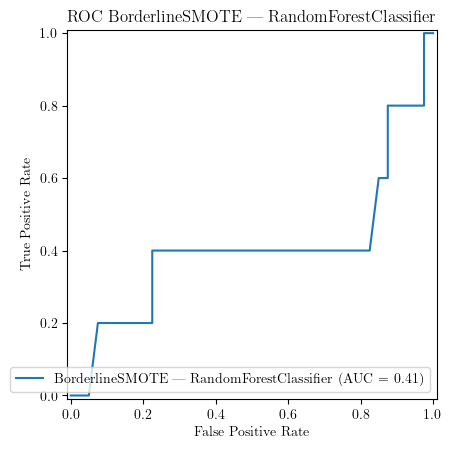 ROC BorderlineSMOTE — RandomForestClassifier
1.0
0.8
0.6
0.4
0.2
0.0
True Positive Rate
BorderlineSMOTE — RandomForestClassifier (AUC = 0.41)
0.0 0.2 0.4 0.6 0.8 1.0
False Positive Rate